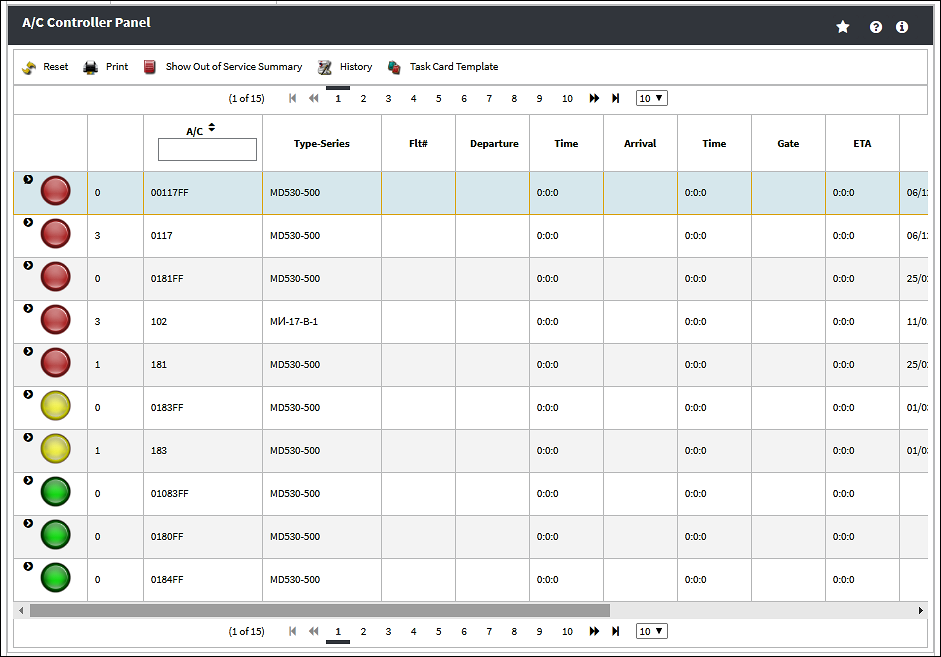 A/C Controller Panel
Reset Print Show Out of Service Summary History Task Card Template
(1 of 15) 1 2 3 4 5 6 7 8 9 10 10
A/C Type-Series Flt# Departure Time Arrival Time Gate ETA
0 00117FF MD530-500 0:0:0 0:0:0 0:0:0 06/1
3 0117 MD530-500 0:0:0 0:0:0 0:0:0 06/1
0 0181FF MD530-500 0:0:0 0:0:0 0:0:0 25/0
3 102 МИ-17-В-1 0:0:0 0:0:0 0:0:0 11/0
1 181 MD530-500 0:0:0 0:0:0 0:0:0 25/0
0 0183FF MD530-500 0:0:0 0:0:0 0:0:0 01/0
1 183 MD530-500 0:0:0 0:0:0 0:0:0 01/0
0 01083FF MD530-500 0:0:0 0:0:0 0:0:0
0 0180FF MD530-500 0:0:0 0:0:0 0:0:0
0 0184FF MD530-500 0:0:0 0:0:0 0:0:0
(1 of 15) 1 2 3 4 5 6 7 8 9 10 10